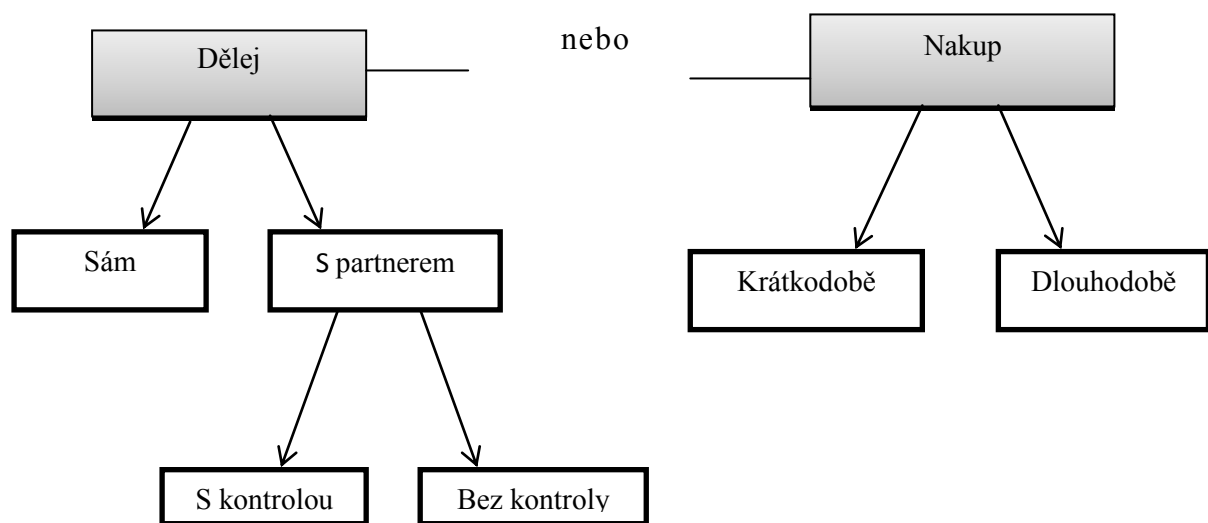 Dělej
nebo
Nakup
Sám
S partnerem
Krátkodobě
Dlouhodobě
S kontrolou
Bez kontroly